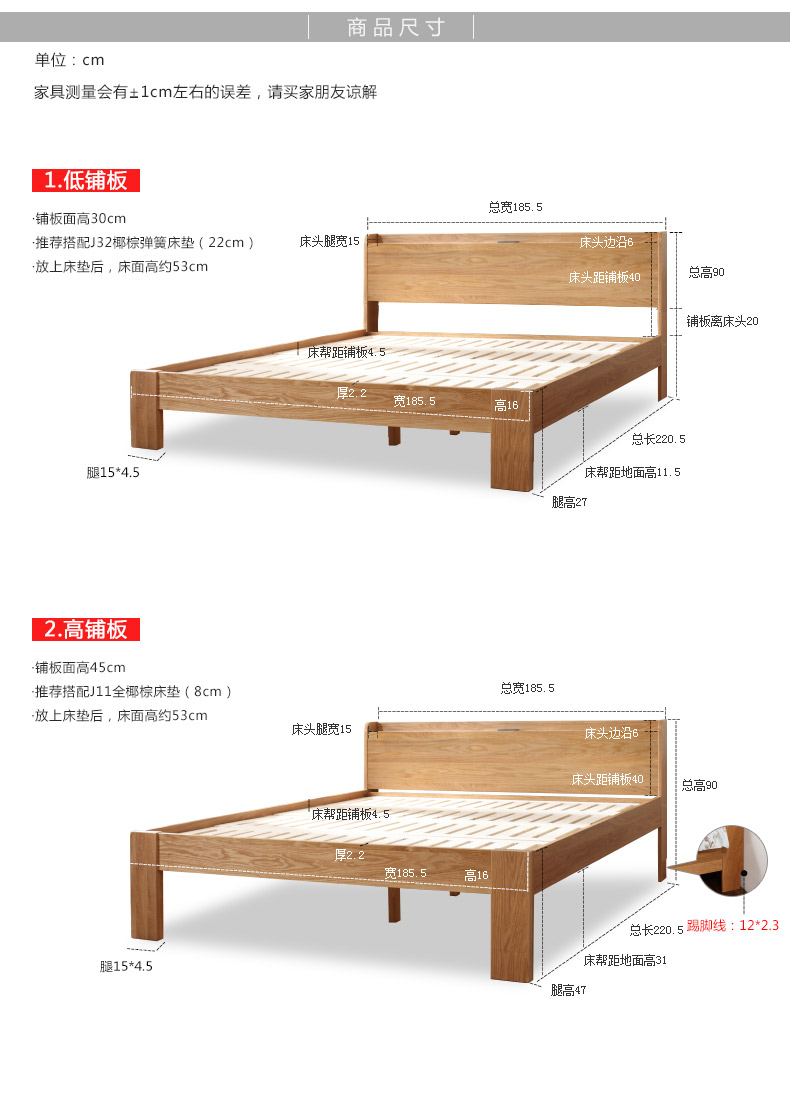 商品尺寸
单位：cm
家具测量会有±1cm左右的误差，请买家朋友谅解
1.低铺板
·铺板面高30cm
·推荐搭配J32椰棕弹簧床垫（22cm）
·放上床垫后，床面高约53cm
总宽185.5
床头腿宽15
床头边沿6
床头距铺板40
总高90
铺板离床头20
床帮距铺板4.5
厚2.2
宽185.5
高16
总长220.5
腿15*4.5
床帮距地面高11.5
腿高27
2.高铺板
·铺板面高45cm
·推荐搭配J11全椰棕床垫（8cm）
·放上床垫后，床面高约53cm
总宽185.5
床头腿宽15
床头边沿6
床头距铺板40
总高90
床帮距铺板4.5
厚2.2
宽185.5
高16
总长220.5
踢脚线：12*2.3
床帮距地面高31
腿15*4.5
腿高47